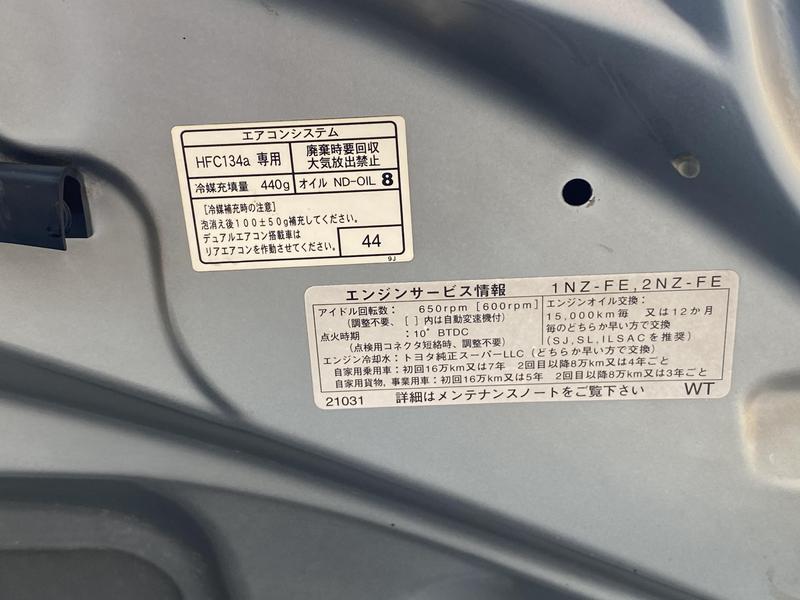 エアコンシステム
HFC134a 専用
廃棄時要回収
大気放出禁止
冷媒充填量 440g
オイル ND-OIL 8
[冷媒補充時の注意]
泡消え後100±50g補充してください。
デュアルエアコン搭載車は
リアエアコンを作動させてください。
44
9J
エンジンサービス情報 1NZ-FE,2NZ-FE
アイドル回転数: 650rpm [600rpm]
(調整不要、[ ]内は自動変速機付)
点火時期 :10° BTDC
(点検用コネクタ短絡時、調整不要)
エンジンオイル交換:
15,000km毎 又は12か月
毎のどちらか早い方で交換
(SJ,SL,ILSACを推奨)
エンジン冷却水:トヨタ純正スーパーLLC (どちらか早い方で交換)
自家用乗用車:初回16万km又は7年 2回目以降8万km又は4年ごと
自家用貨物,事業用車:初回16万km又は5年 2回目以降8万km又は3年ごと
21031 詳細はメンテナンスノートをご覧下さい WT